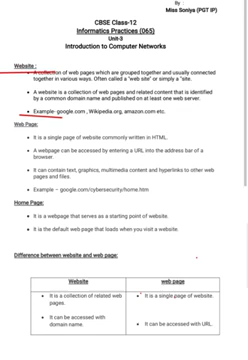 By :
Miss Soniya (PGT IP)
CBSE Class-12
Informatics Practices (065)
Unit-3
Introduction to Computer Networks
Website :
• A collection of web pages which are grouped together and usually connected
together in various ways. Often called a "web site" or simply a "site.
• A website is a collection of web pages and related content that is identified
by a common domain name and published on at least one web server.
• Example- google.com , Wikipedia.org, amazon.com etc.
Web Page:
• It is a single page of website commonly written in HTML.
• A webpage can be accessed by entering a URL into the address bar of a
browser
• It can contain text, graphics, multimedia content and hyperlinks to other web
pages and files.
• Example – google.com/cybersecurity/home.htm
Home Page:
• It is a webpage that serves as a starting point of website.
• It is the default web page that leads when you visit a website.
Difference between website and web page:
Website
web page
• It is a collection of related web
pages.
• It is a single page of website.
• It can be accessed with
domain name.
• It can be accessed with URL.